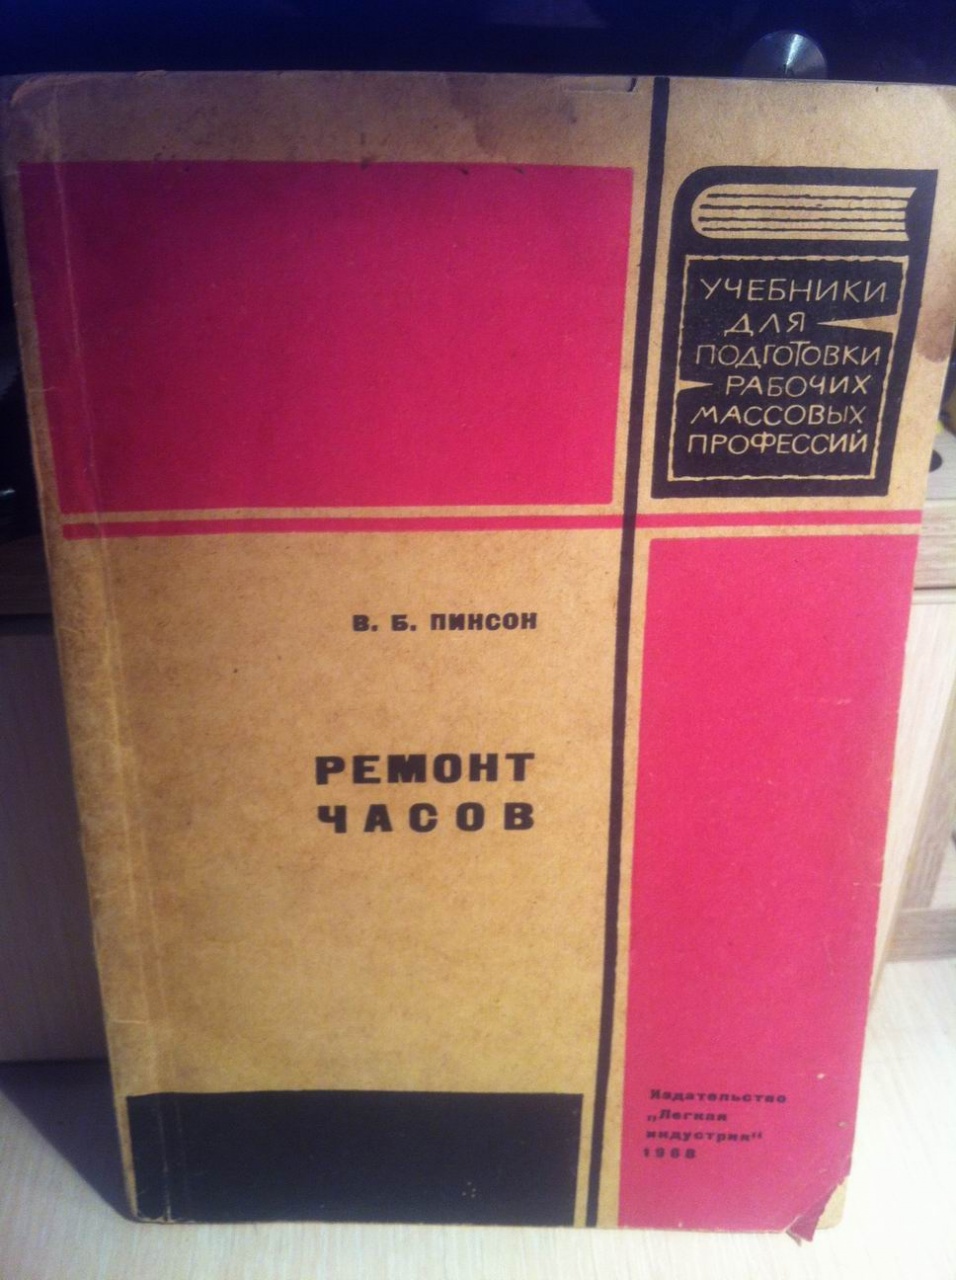 УЧЕБНИКИ
ДЛЯ
ПОДГОТОВКИ
РАБОЧИХ
МАССОВЫХ
ПРОФЕССИЙ
В. Б. ПИНСОН
РЕМОНТ
ЧАСОВ
Издательство
„Легкая
индустрия“
1968